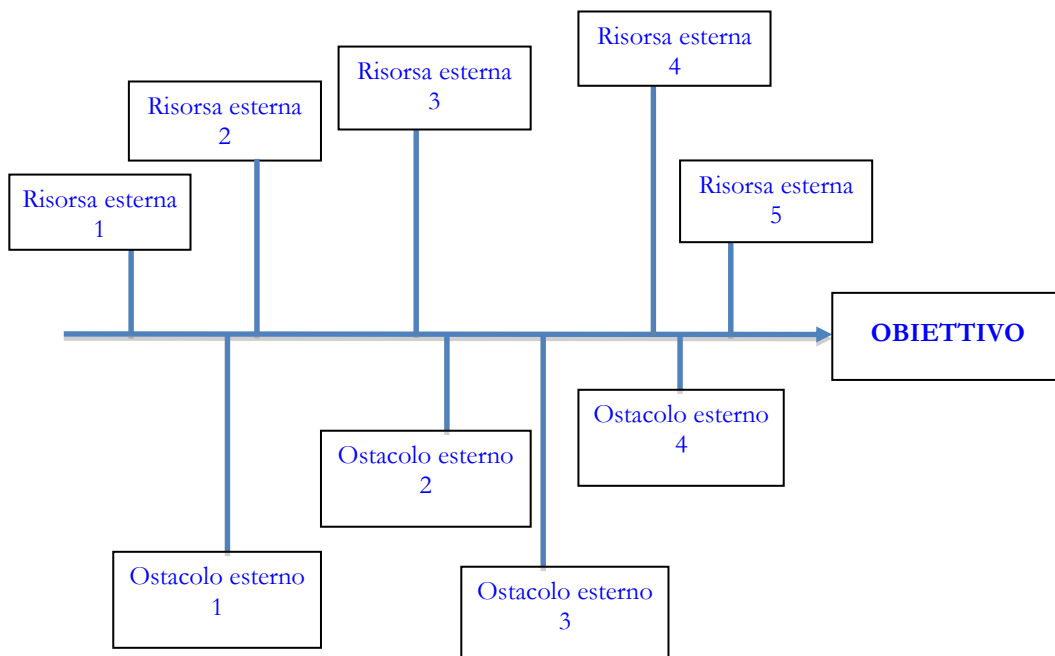 Risorsa esterna
1
Risorsa esterna
2
Risorsa esterna
3
Risorsa esterna
4
Risorsa esterna
5
OBIETTIVO
Ostacolo esterno
1
Ostacolo esterno
2
Ostacolo esterno
3
Ostacolo esterno
4